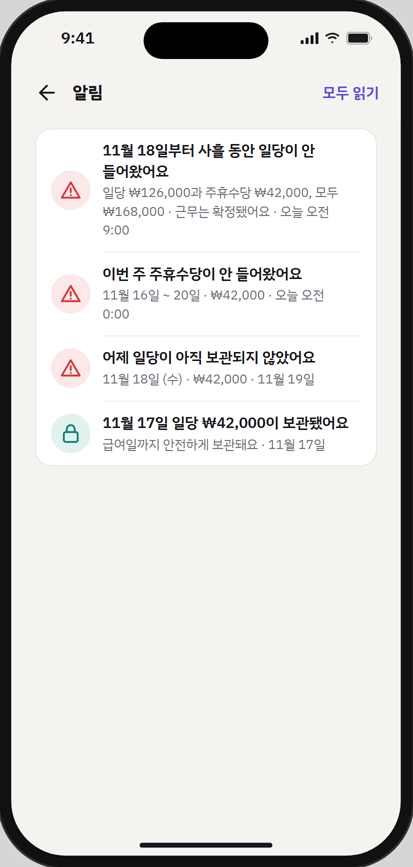 9:41
알림
모두 읽기
11월 18일부터 사흘 동안 일당이 안
들어왔어요
일당 ₩126,000과 주휴수당 ₩42,000, 모두
₩168,000 · 근무는 확정됐어요 · 오늘 오전
9:00
이번 주 주휴수당이 안 들어왔어요
11월 16일 ~ 20일 · ₩42,000 · 오늘 오전
0:00
어제 일당이 아직 보관되지 않았어요
11월 18일 (수) · ₩42,000 · 11월 19일
11월 17일 일당 ₩42,000이 보관됐어요
급여일까지 안전하게 보관돼요 · 11월 17일